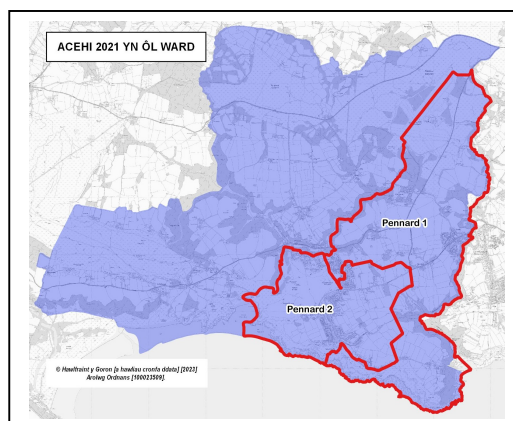 ACEHI 2021 YN ÔL WARD
Pennard 1
Pennard 2
© Hawlfraint y Goron [a hawliau cronfa ddata] [2023]
Arolwg Ordnans [100023509].